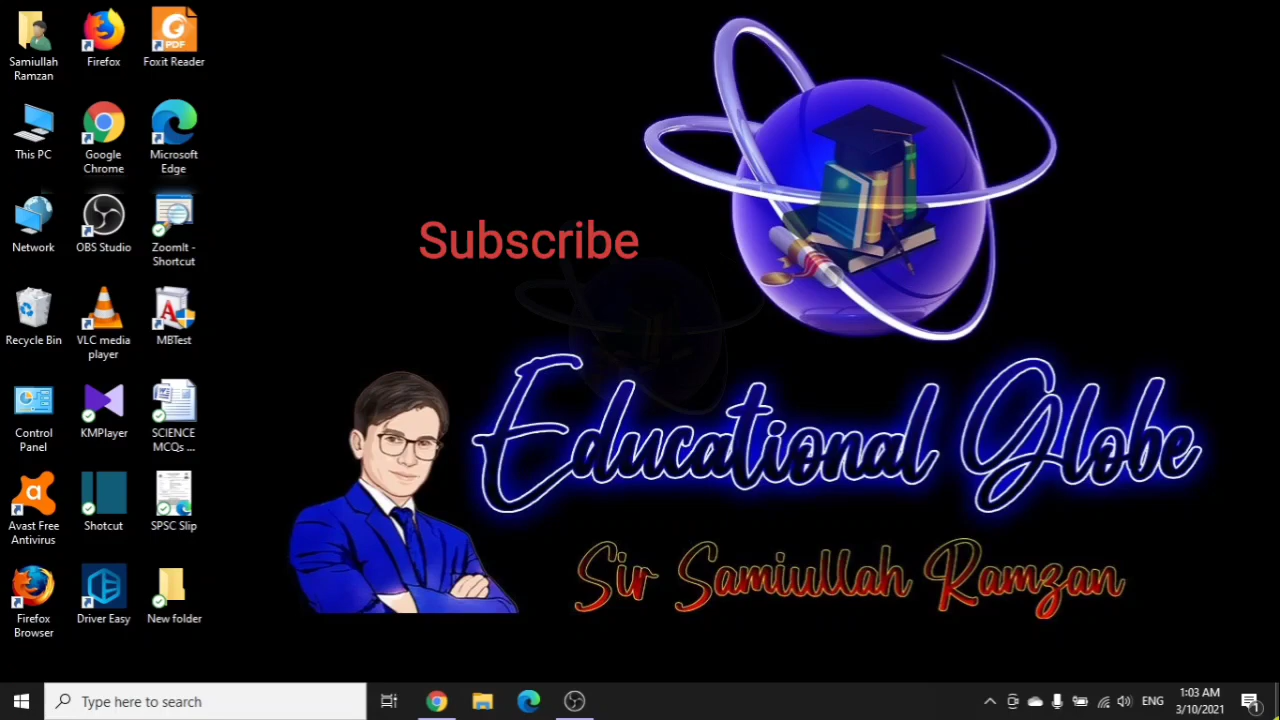 Samiullah
Ramzan
Firefox
Foxit Reader
PDF
This PC
Google
Chrome
Microsoft
Edge
Network
OBS Studio
ZoomIt -
Shortcut
Recycle Bin
VLC media
player
MBTest
Control
Panel
KMPlayer
SCIENCE
MCQs ...
Avast Free
Antivirus
Shotcut
SPSC Slip
Firefox
Browser
Driver Easy
New folder
Subscribe
Educational Globe
Sir Samiullah Ramzan
Type here to search
ENG
1:03 AM
3/10/2021
1